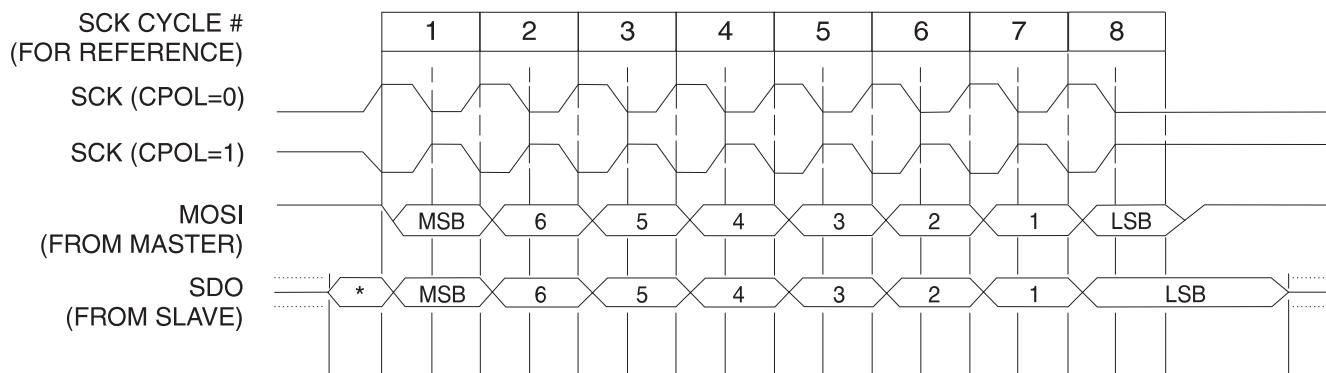 SCK CYCLE #
(FOR REFERENCE)
1 2 3 4 5 6 7 8
SCK (CPOL=0)
SCK (CPOL=1)
MOSI
(FROM MASTER)
MSB 6 5 4 3 2 1 LSB
SDO
(FROM SLAVE)
* MSB 6 5 4 3 2 1 LSB